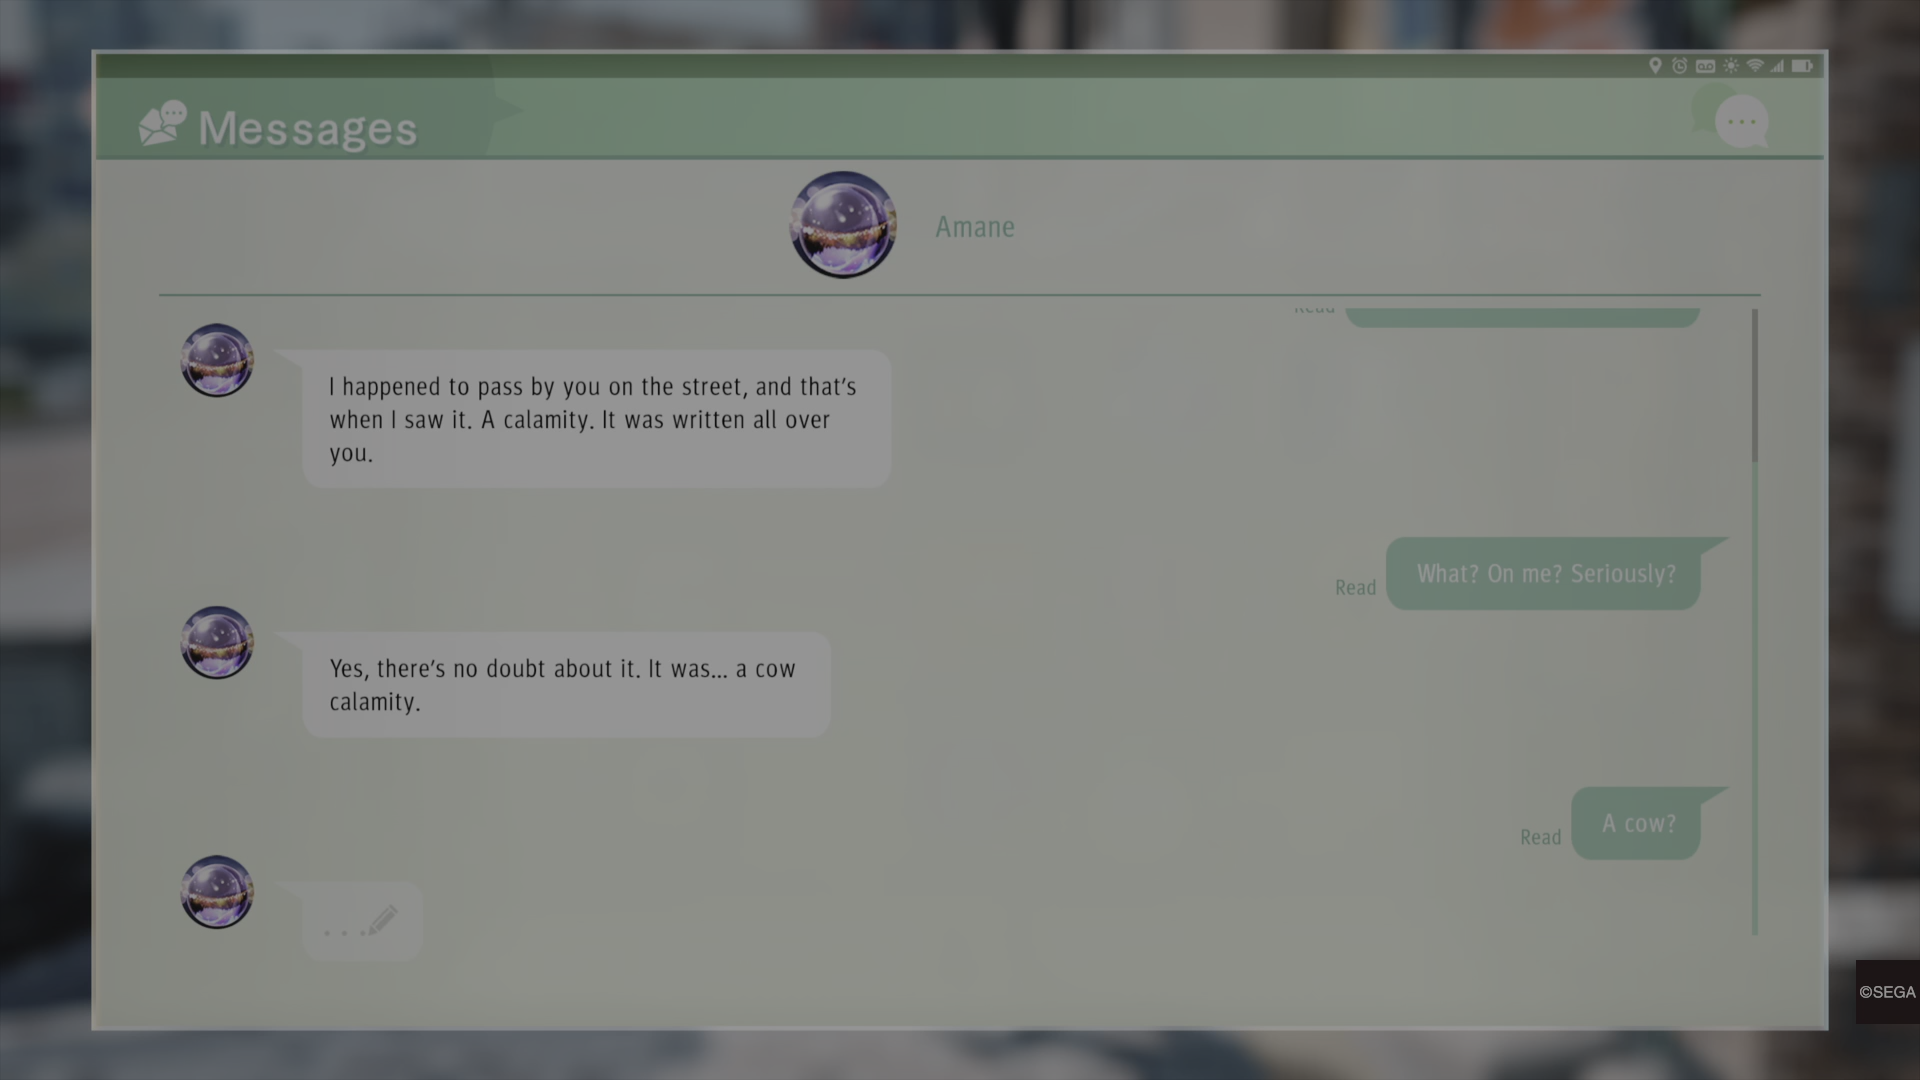 Messages
Amane
Read
I happened to pass by you on the street, and that's
when I saw it. A calamity. It was written all over
you.
What? On me? Seriously?
Read
Yes, there's no doubt about it. It was... a cow
calamity.
A cow?
Read
...
©SEGA